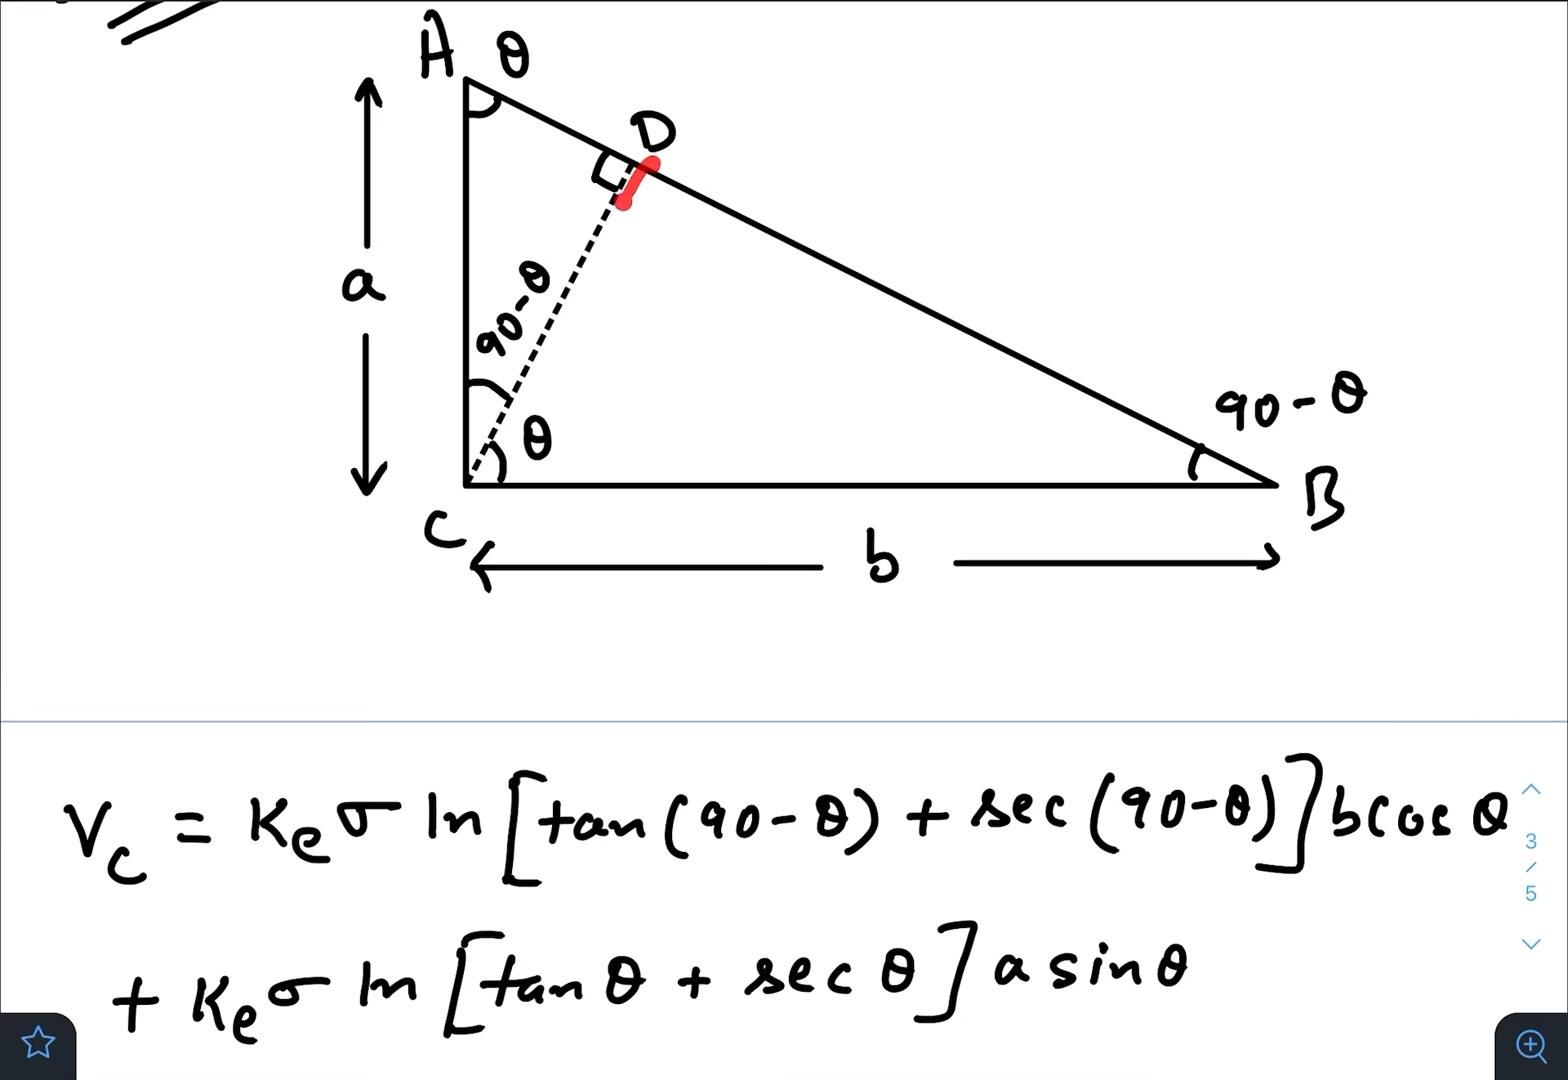 A θ
D
a
90-θ
90-θ
θ
C
B
b
V_c = K_e σ ln [tan(90-θ) + sec(90-θ)] b cos θ
+ K_e σ ln [tan θ + sec θ] a sin θ
3
/
5